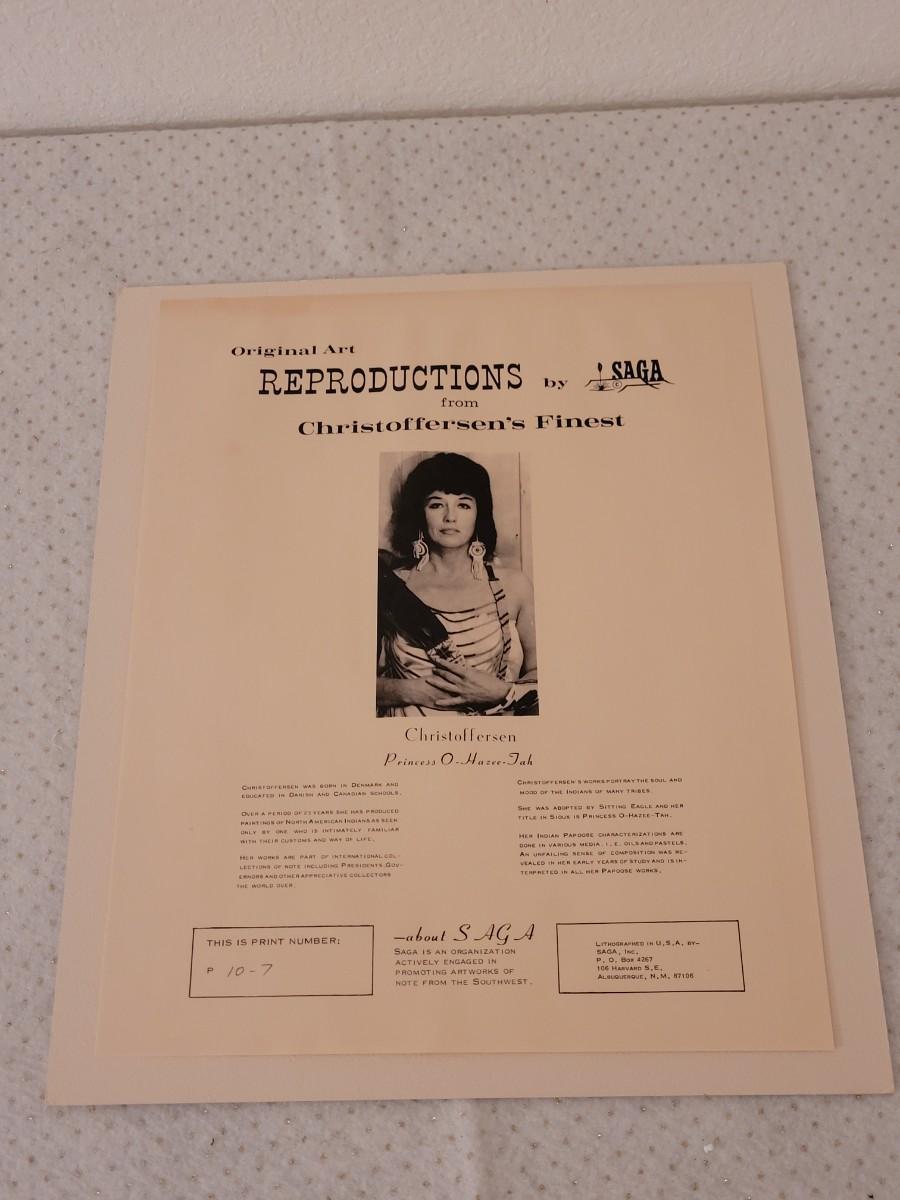 Original Art
REPRODUCTIONS by SAGA
from
Christoffersen's Finest
Christoffersen
Princess O-Hazee-Tah
CHRISTOFFERSEN WAS BORN IN DENMARK AND
EDUCATED IN DANISH AND CANADIAN SCHOOLS.
OVER A PERIOD OF 25 YEARS SHE HAS PRODUCED
PAINTINGS OF NORTH AMERICAN INDIANS AS SEEN
ONLY BY ONE WHO IS INTIMATELY FAMILIAR
WITH THEIR CUSTOMS AND WAY OF LIFE.
HER WORKS ARE PART OF INTERNATIONAL COL-
LECTIONS OF NOTE INCLUDING PRESIDENTS, GOV-
ERNORS AND OTHER APPRECIATIVE COLLECTORS
THE WORLD OVER.
CHRISTOFFERSEN'S WORKS PORTRAY THE SOUL AND
MOOD OF THE INDIANS OF MANY TRIBES.
SHE WAS ADOPTED BY SITTING EAGLE AND HER
TITLE IN SIOUX IS PRINCESS O-HAZEE-TAH.
HER INDIAN PAPOOSE CHARACTERIZATIONS ARE
DONE IN VARIOUS MEDIA, I.E. OILS AND PASTELS.
AN UNFAILING SENSE OF COMPOSITION WAS RE-
VEALED IN HER EARLY YEARS OF STUDY AND IS IN-
TERPRETED IN ALL HER PAPOOSE WORKS.
THIS IS PRINT NUMBER:
P 10-7
—about SAGA
SAGA IS AN ORGANIZATION
ACTIVELY ENGAGED IN
PROMOTING ARTWORKS OF
NOTE FROM THE SOUTHWEST.
LITHOGRAPHED IN U.S.A. BY—
SAGA, INC.
P. O. BOX 4267
106 HARVARD S.E.
ALBUQUERQUE, N.M. 87106